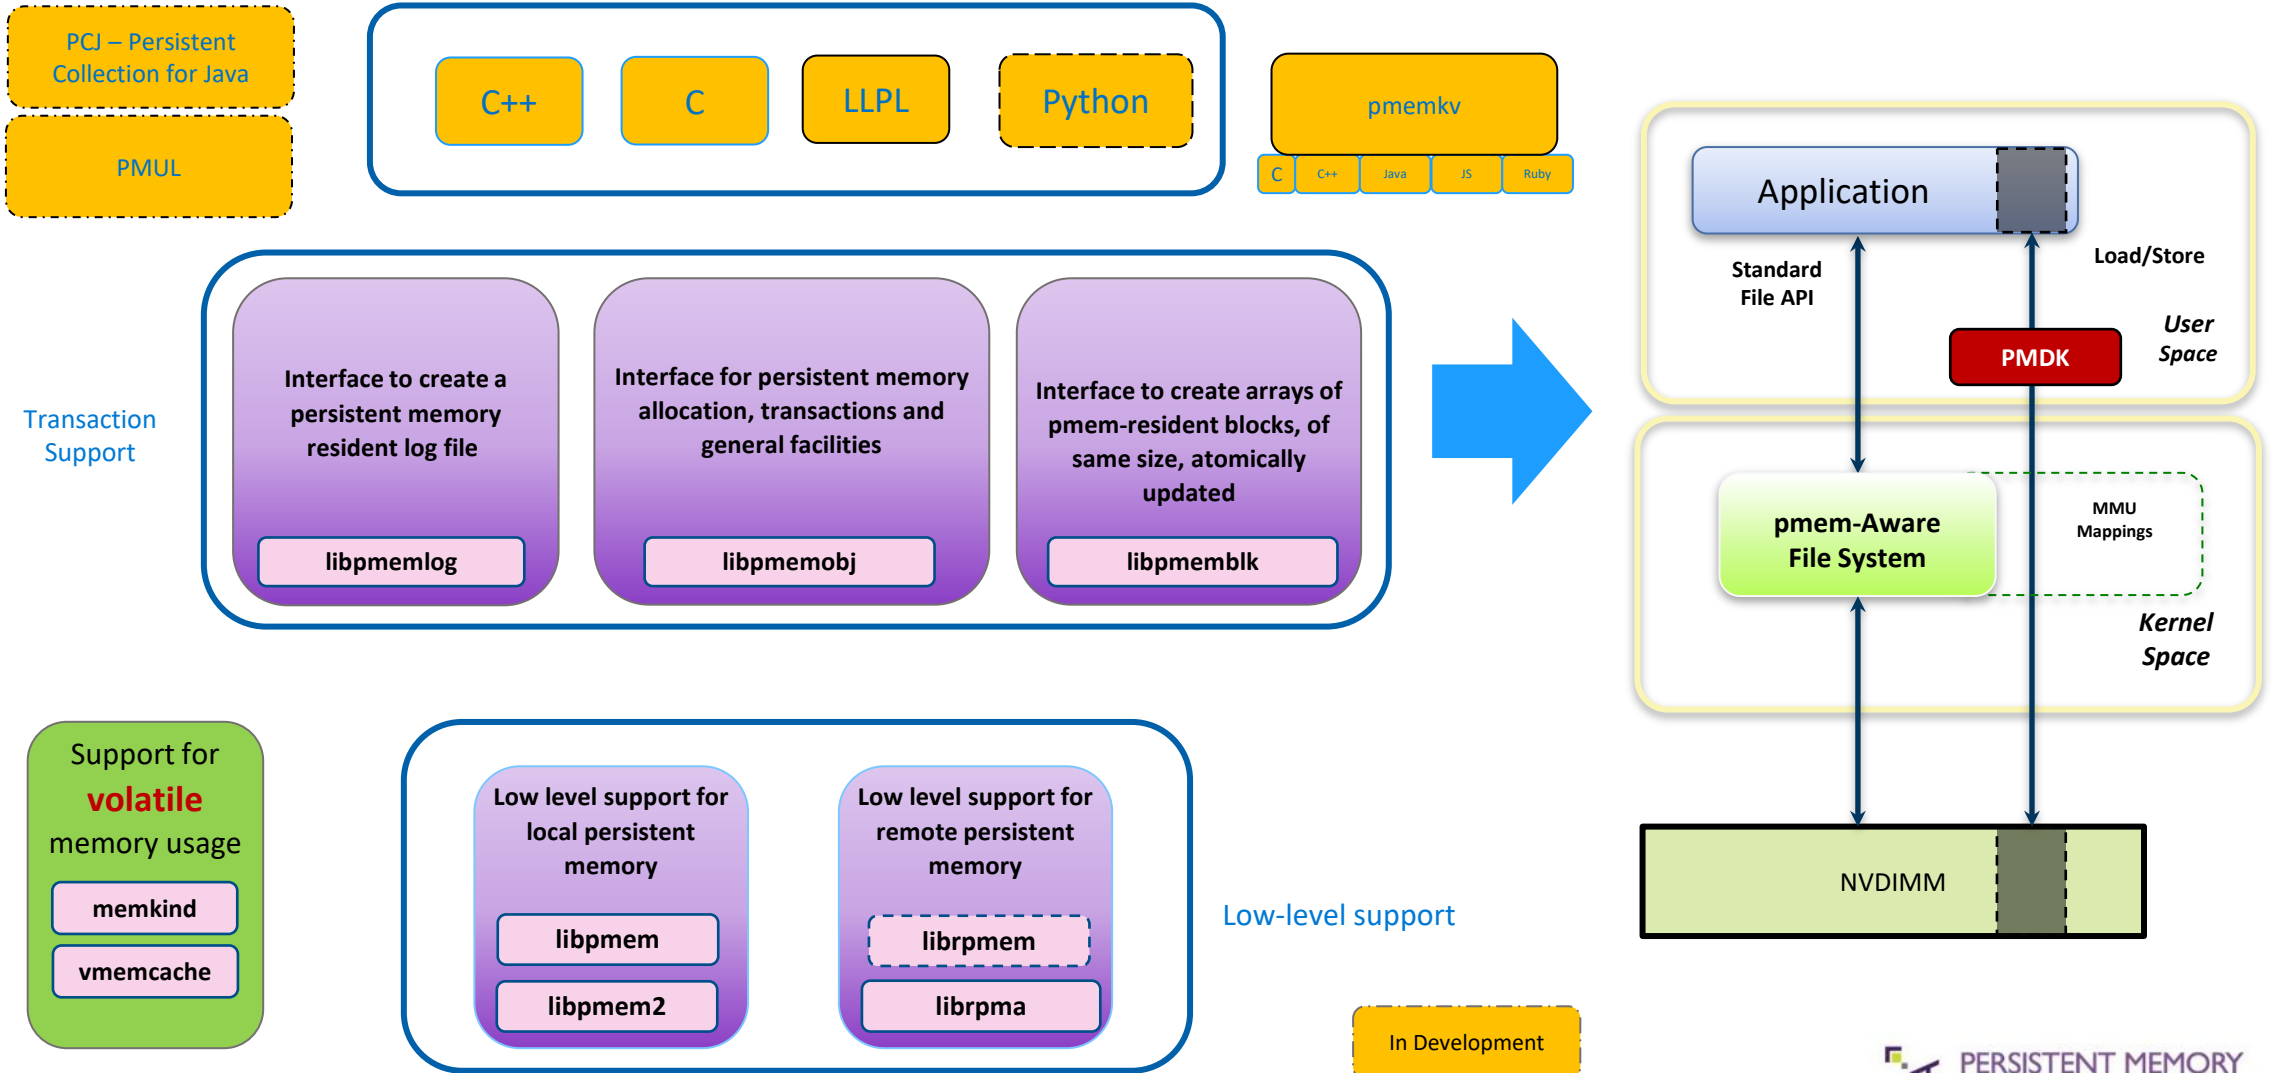 PCJ – Persistent
Collection for Java
PMUL
C++
C
LLPL
Python
pmemkv
C
C++
Java
JS
Ruby
Transaction
Support
Interface to create a
persistent memory
resident log file
libpmemlog
Interface for persistent memory
allocation, transactions and
general facilities
libpmemobj
Interface to create arrays of
pmem-resident blocks, of
same size, atomically
updated
libpmemblk
Support for
volatile
memory usage
memkind
vmemcache
Low level support for
local persistent
memory
libpmem
libpmem2
Low level support for
remote persistent
memory
librpmem
librpma
Low-level support
In Development
Application
Standard
File API
Load/Store
User
Space
PMDK
pmem-Aware
File System
MMU
Mappings
Kernel
Space
NVDIMM
PERSISTENT MEMORY